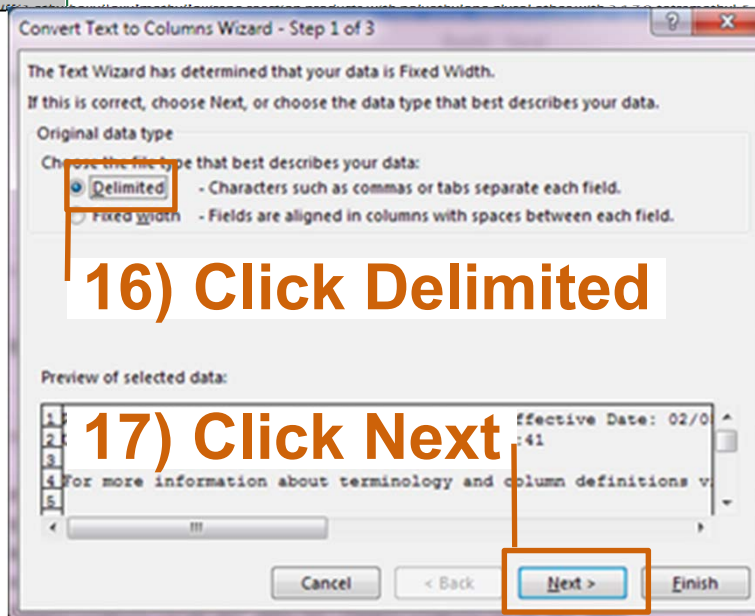 Convert Text to Columns Wizard - Step 1 of 3
The Text Wizard has determined that your data is Fixed Width.
If this is correct, choose Next, or choose the data type that best describes your data.
Original data type
Choose the file type that best describes your data:
Delimited - Characters such as commas or tabs separate each field.
Fixed width - Fields are aligned in columns with spaces between each field.
16) Click Delimited
Preview of selected data:
1 ffective Date: 02/0
17) Click Next
2 :41
3
4 For more information about terminology and column definitions v
5
Cancel < Back Next > Finish